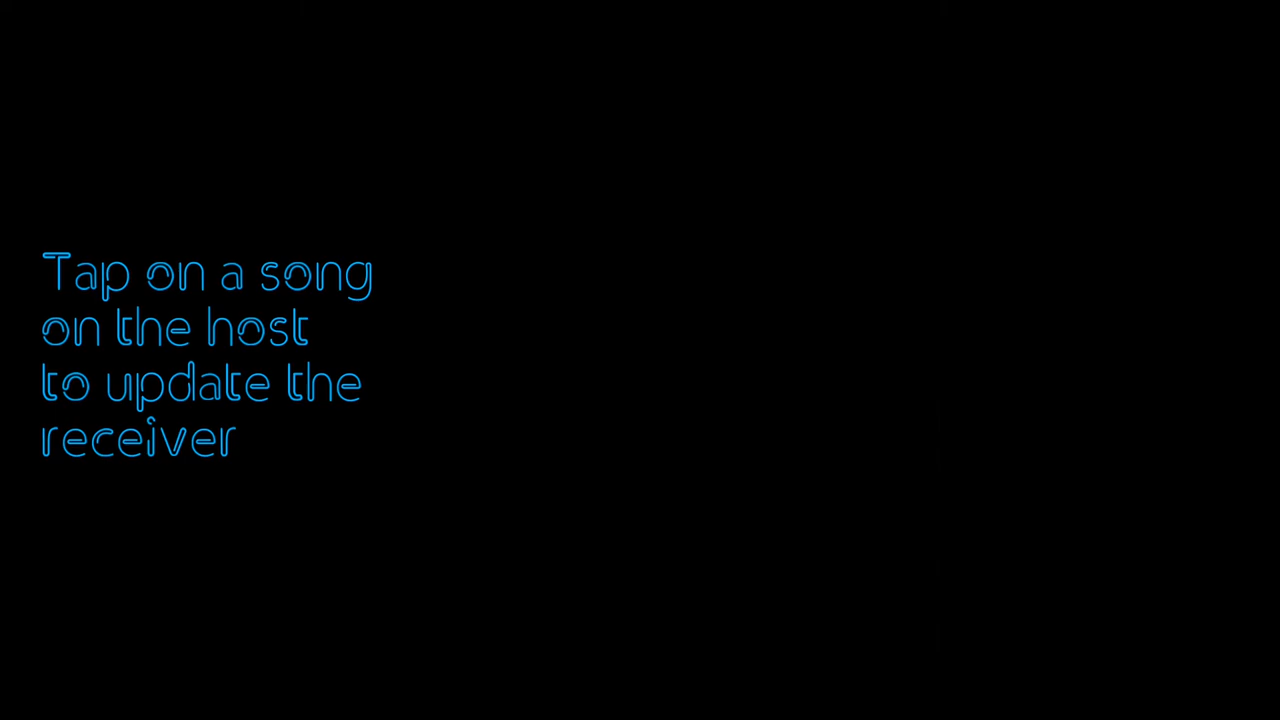 Tap on a song
on the host
to update the
receiver